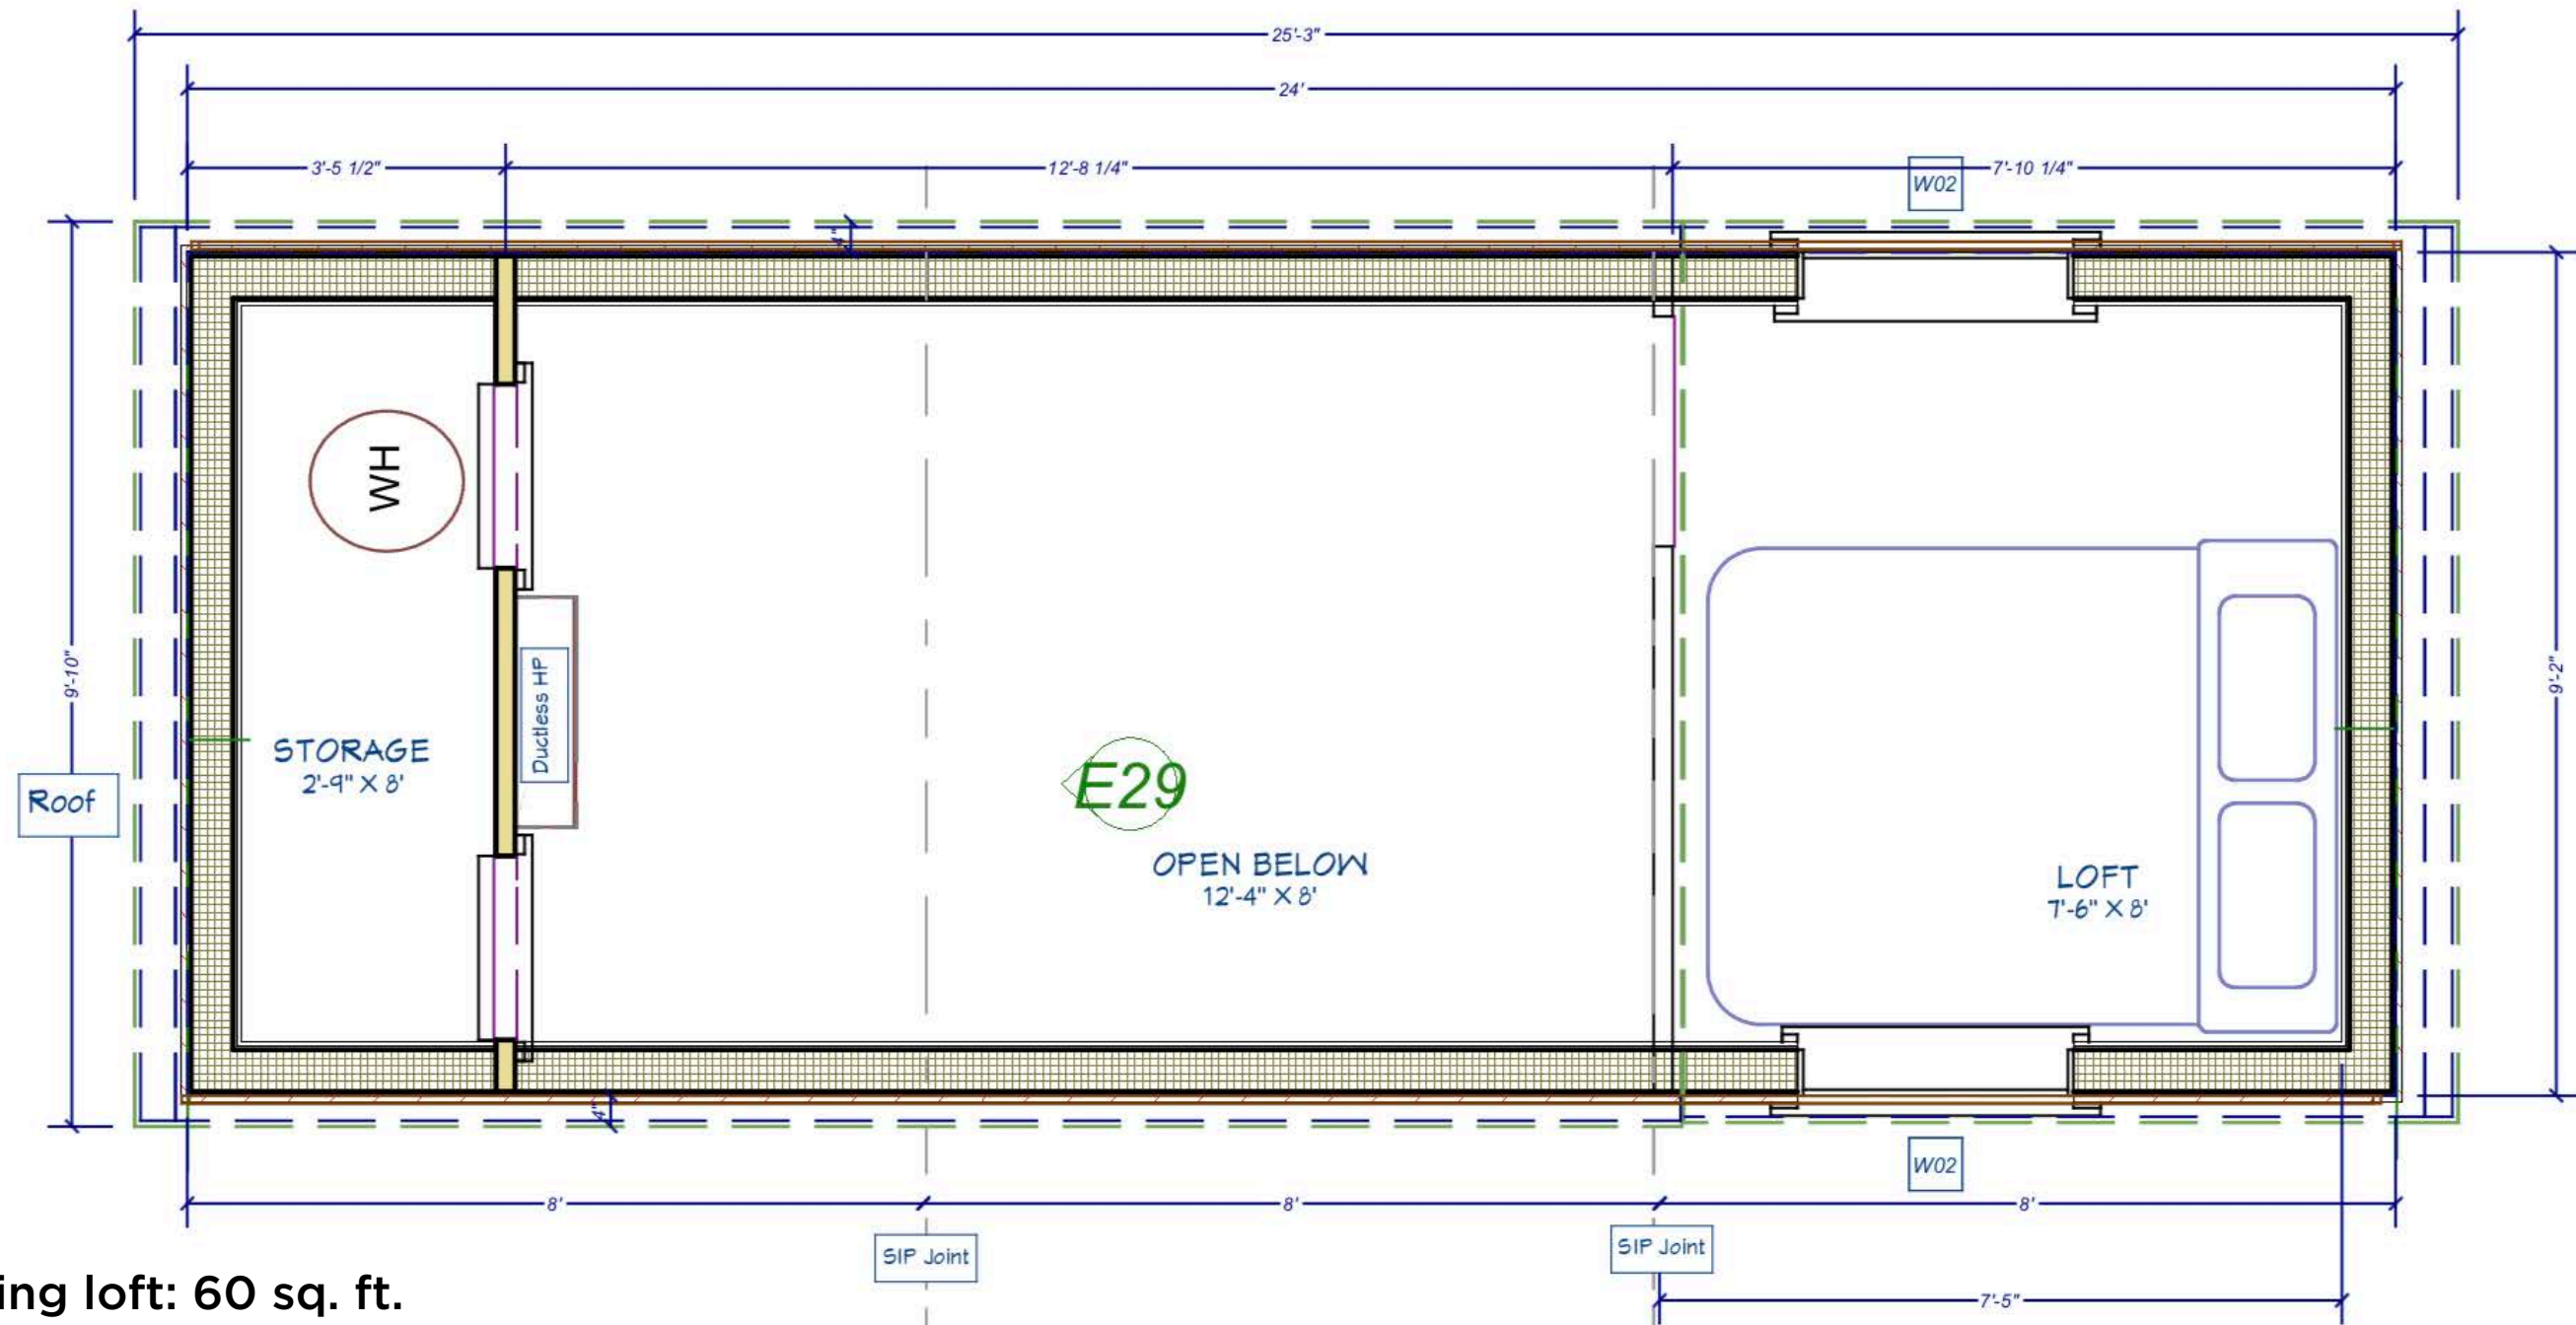 25'-3"
24'
3'-5 1/2"
12'-8 1/4"
7'-10 1/4"
W02
4"
WH
Ductless HP
9'-10"
9'-2"
STORAGE
2'-9" X 8'
E29
Roof
OPEN BELOW
12'-4" X 8'
LOFT
7'-6" X 8'
4"
W02
8'
8'
8'
SIP Joint
SIP Joint
ing loft: 60 sq. ft.
7'-5"